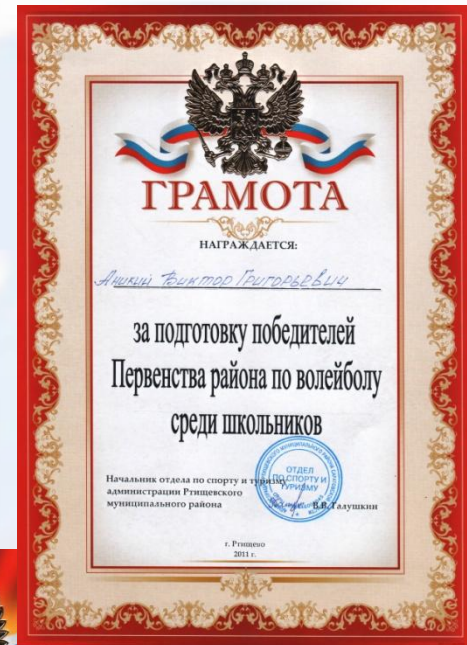 ГРАМОТА
НАГРАЖДАЕТСЯ:
Аникий Виктор Григорьевич
за подготовку победителей
Первенства района по волейболу
среди школьников
Начальник отдела по спорту и туризму
администрации Ртищевского
муниципального района
В.В. Галушкин
ОТДЕЛ
ПО СПОРТУ И
ТУРИЗМУ
г. Ртищево
2011 г.